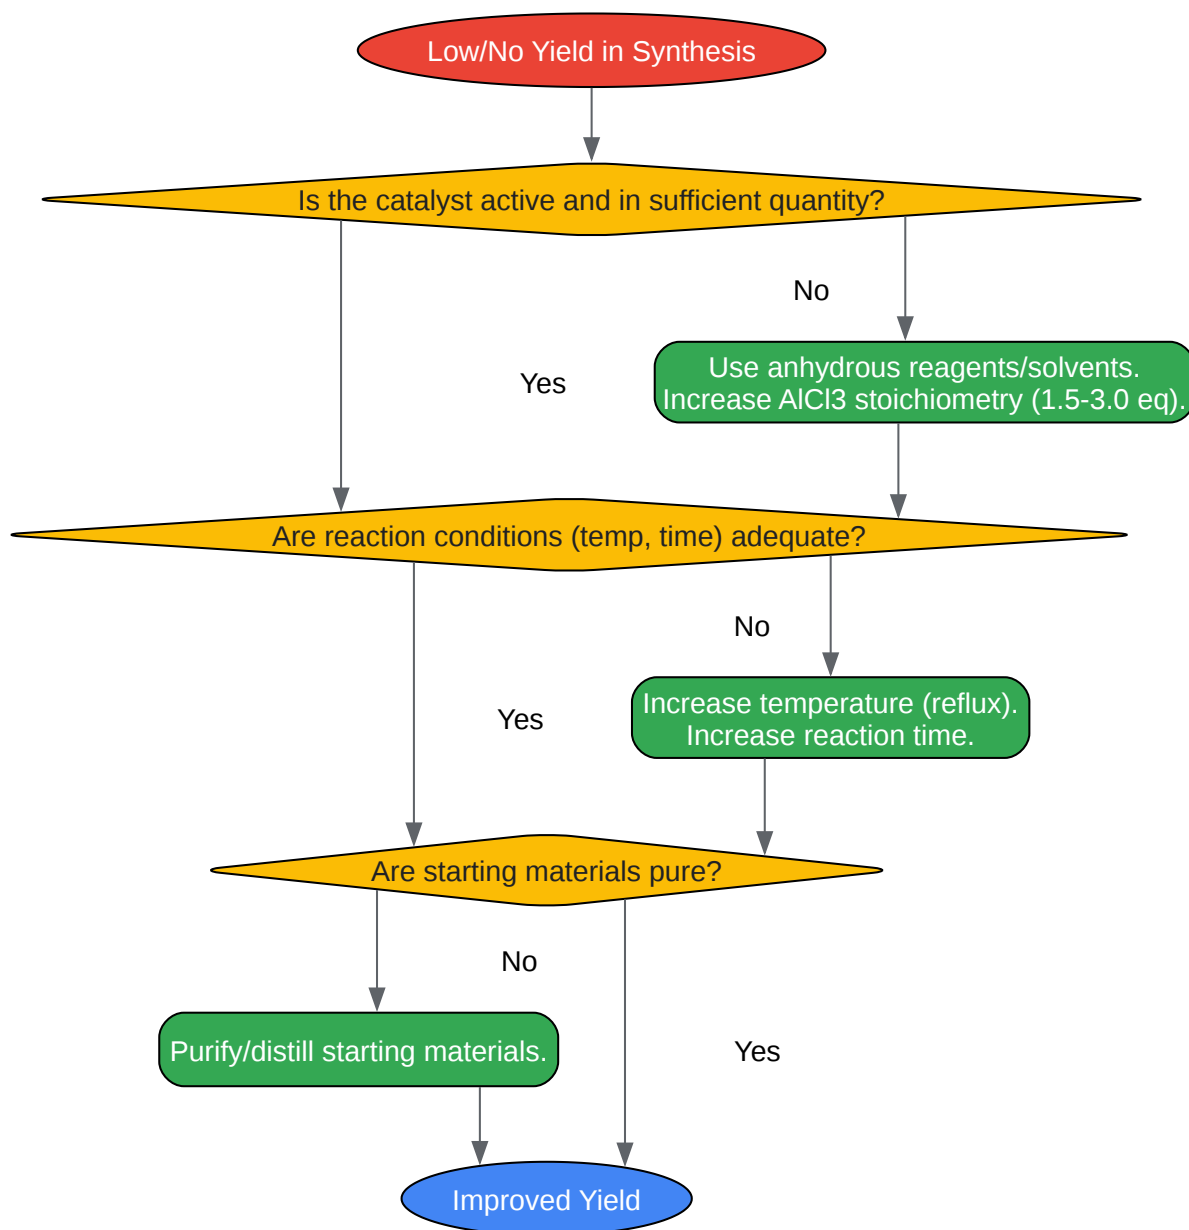 Low/No Yield in Synthesis
Is the catalyst active and in sufficient quantity?
No
Use anhydrous reagents/solvents.
Increase AlCl3 stoichiometry (1.5-3.0 eq).
Yes
Are reaction conditions (temp, time) adequate?
No
Increase temperature (reflux).
Increase reaction time.
Yes
Are starting materials pure?
No
Purify/distill starting materials.
Yes
Improved Yield